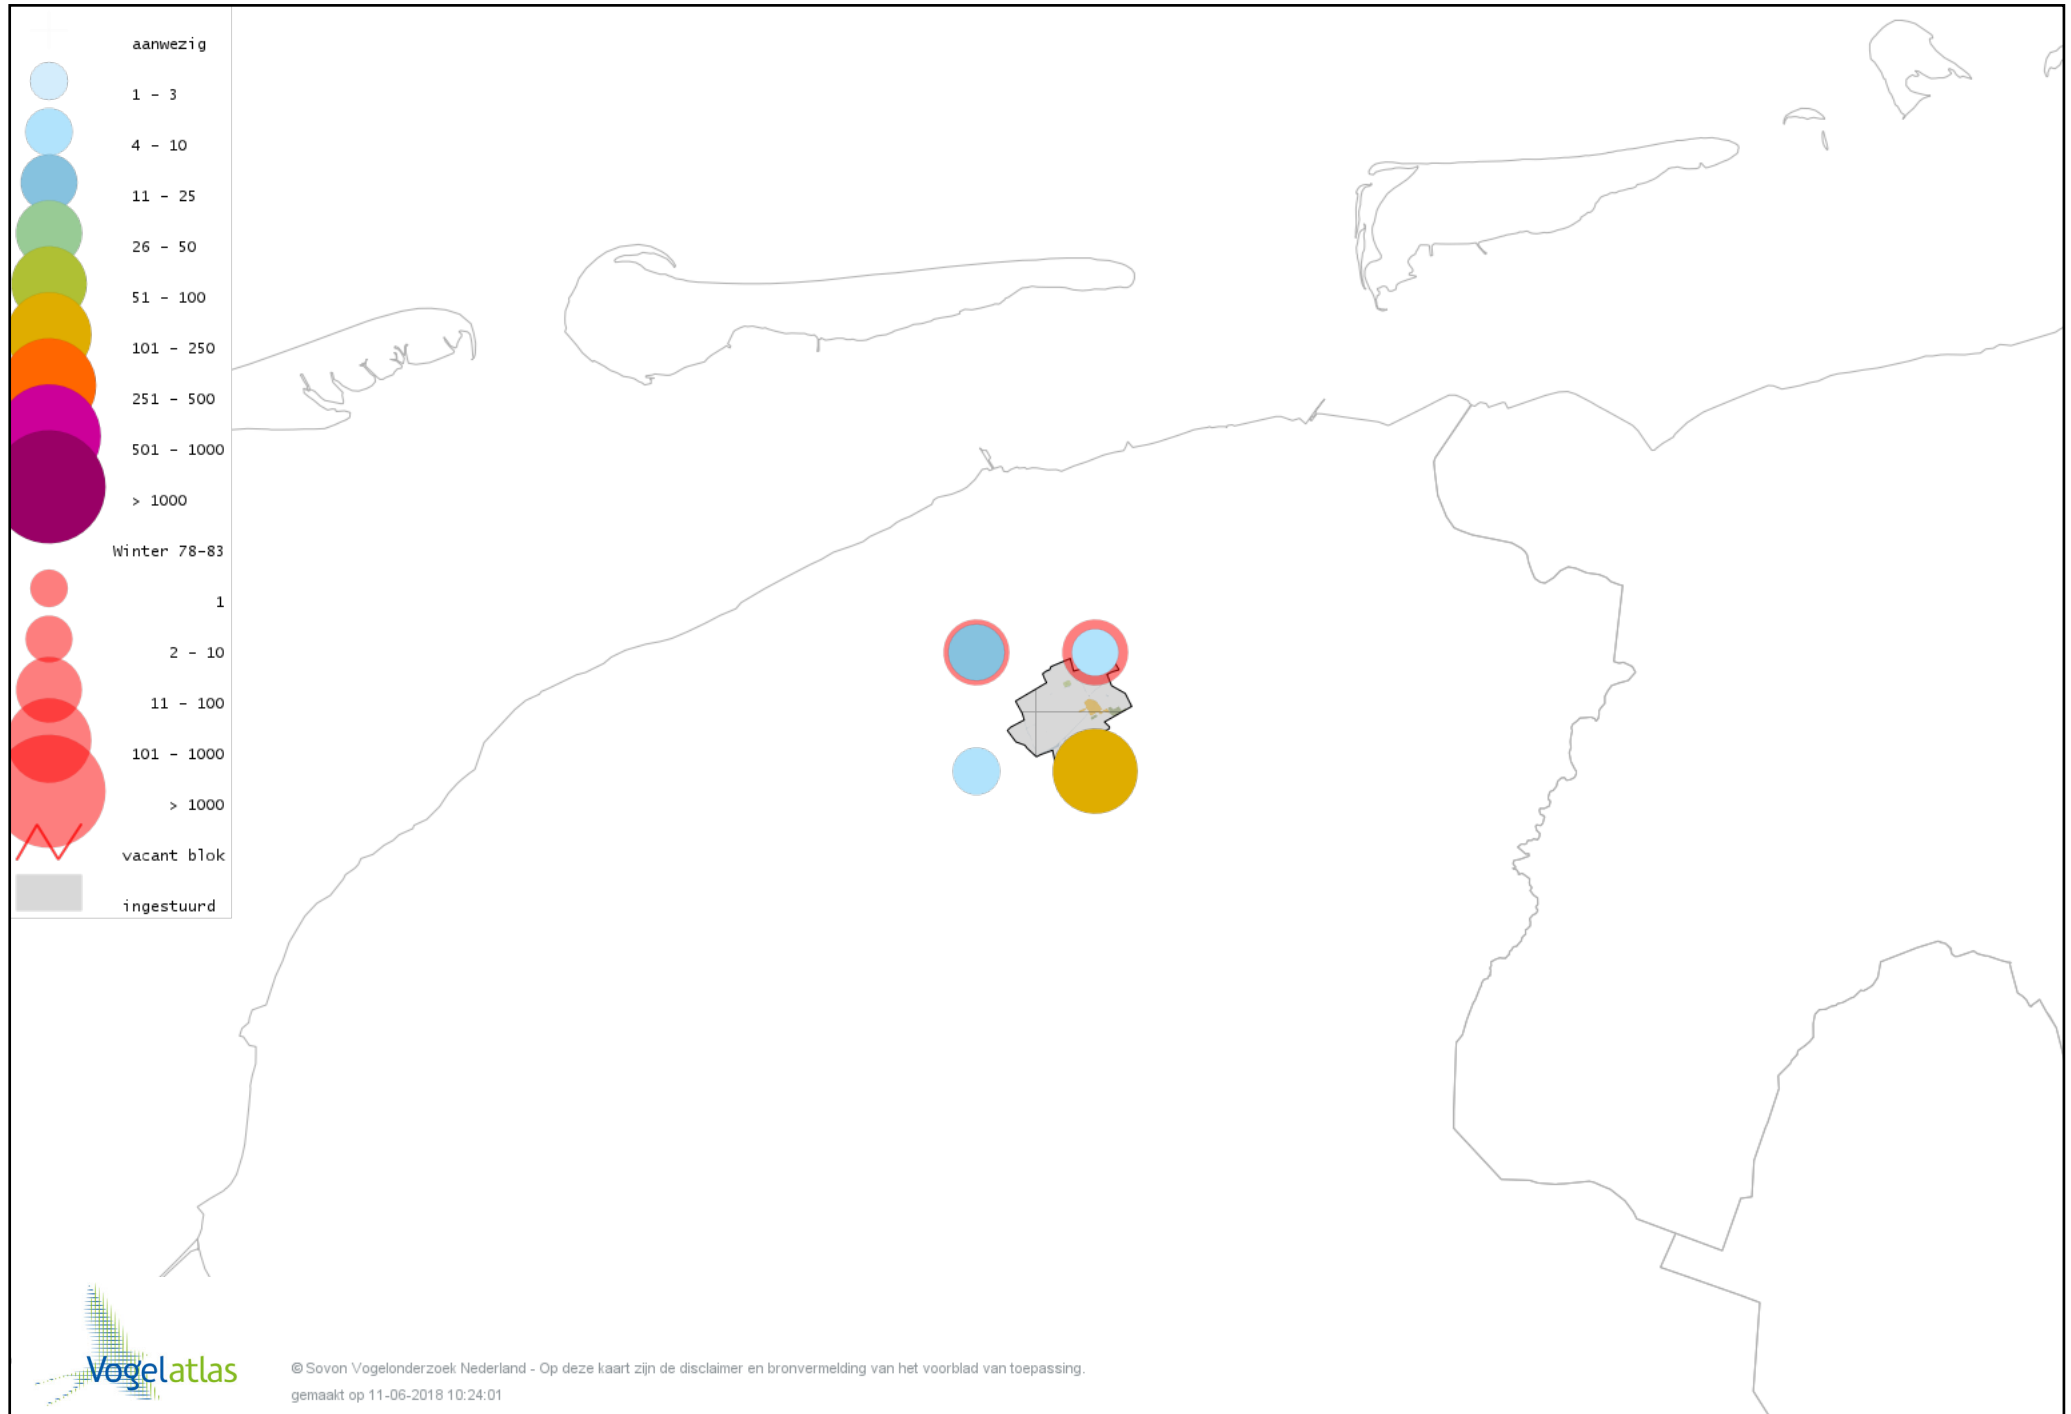 aanwezig
1 - 3
4 - 10
11 - 25
26 - 50
51 - 100
101 - 250
251 - 500
501 - 1000
> 1000
Winter 78-83
1
2 - 10
11 - 100
101 - 1000
> 1000
vacant blok
ingestuurd
Vogelatlas
© Sovon Vogelonderzoek Nederland - Op deze kaart zijn de disclaimer en bronvermelding van het voorblad van toepassing.
gemaakt op 11-06-2018 10:24:01